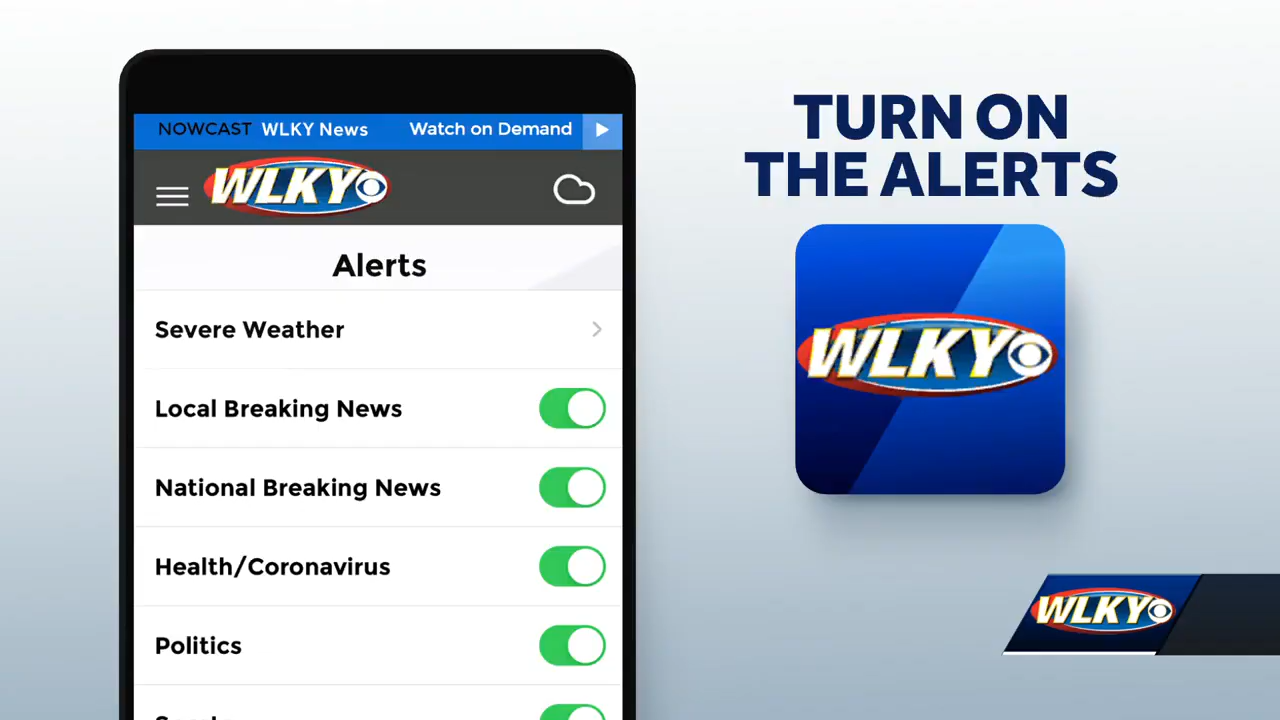 NOWCAST WLKY News Watch on Demand
WLKY
Alerts
Severe Weather
Local Breaking News
National Breaking News
Health/Coronavirus
Politics
TURN ON
THE ALERTS
WLKY
WLKY